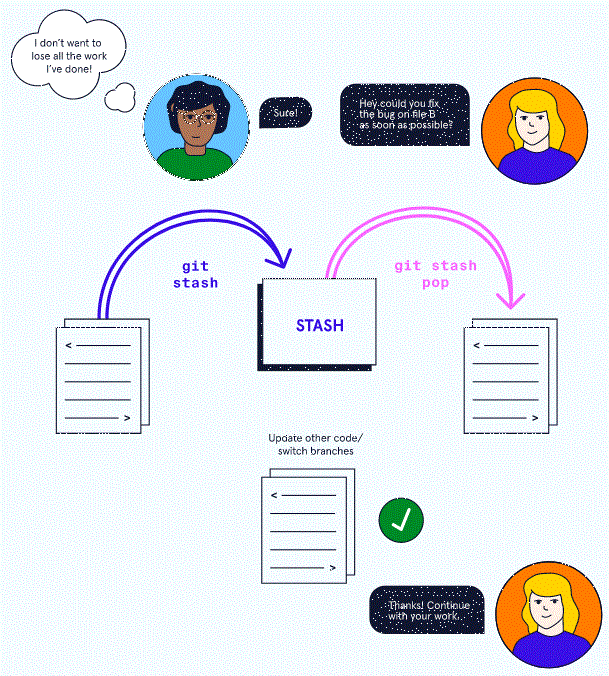 I don't want to
lose all the work
I've done!
Sure!
Hey could you fix
the bug on file B
as soon as possible?
git
stash
git stash
pop
STASH
<
>
<
>
Update other code/
switch branches
<
>
Thanks! Continue
with your work.